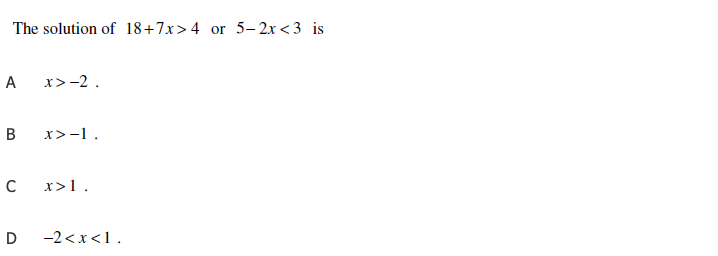 The solution of 18+7x>4 or 5–2x<3 is
A x>–2 .
B x>–1 .
C x>1 .
D –2<x<1 .